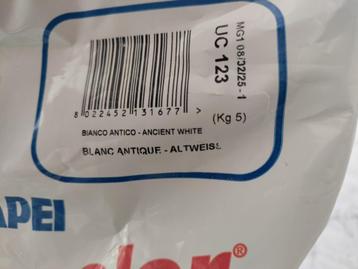 MG1 08/02/25 - 1
UC 123
8 022452 131677 >
(Kg 5)
BIANCO ANTICO - ANCIENT WHITE
BLANC ANTIQUE - ALTWEISS
APEI
®